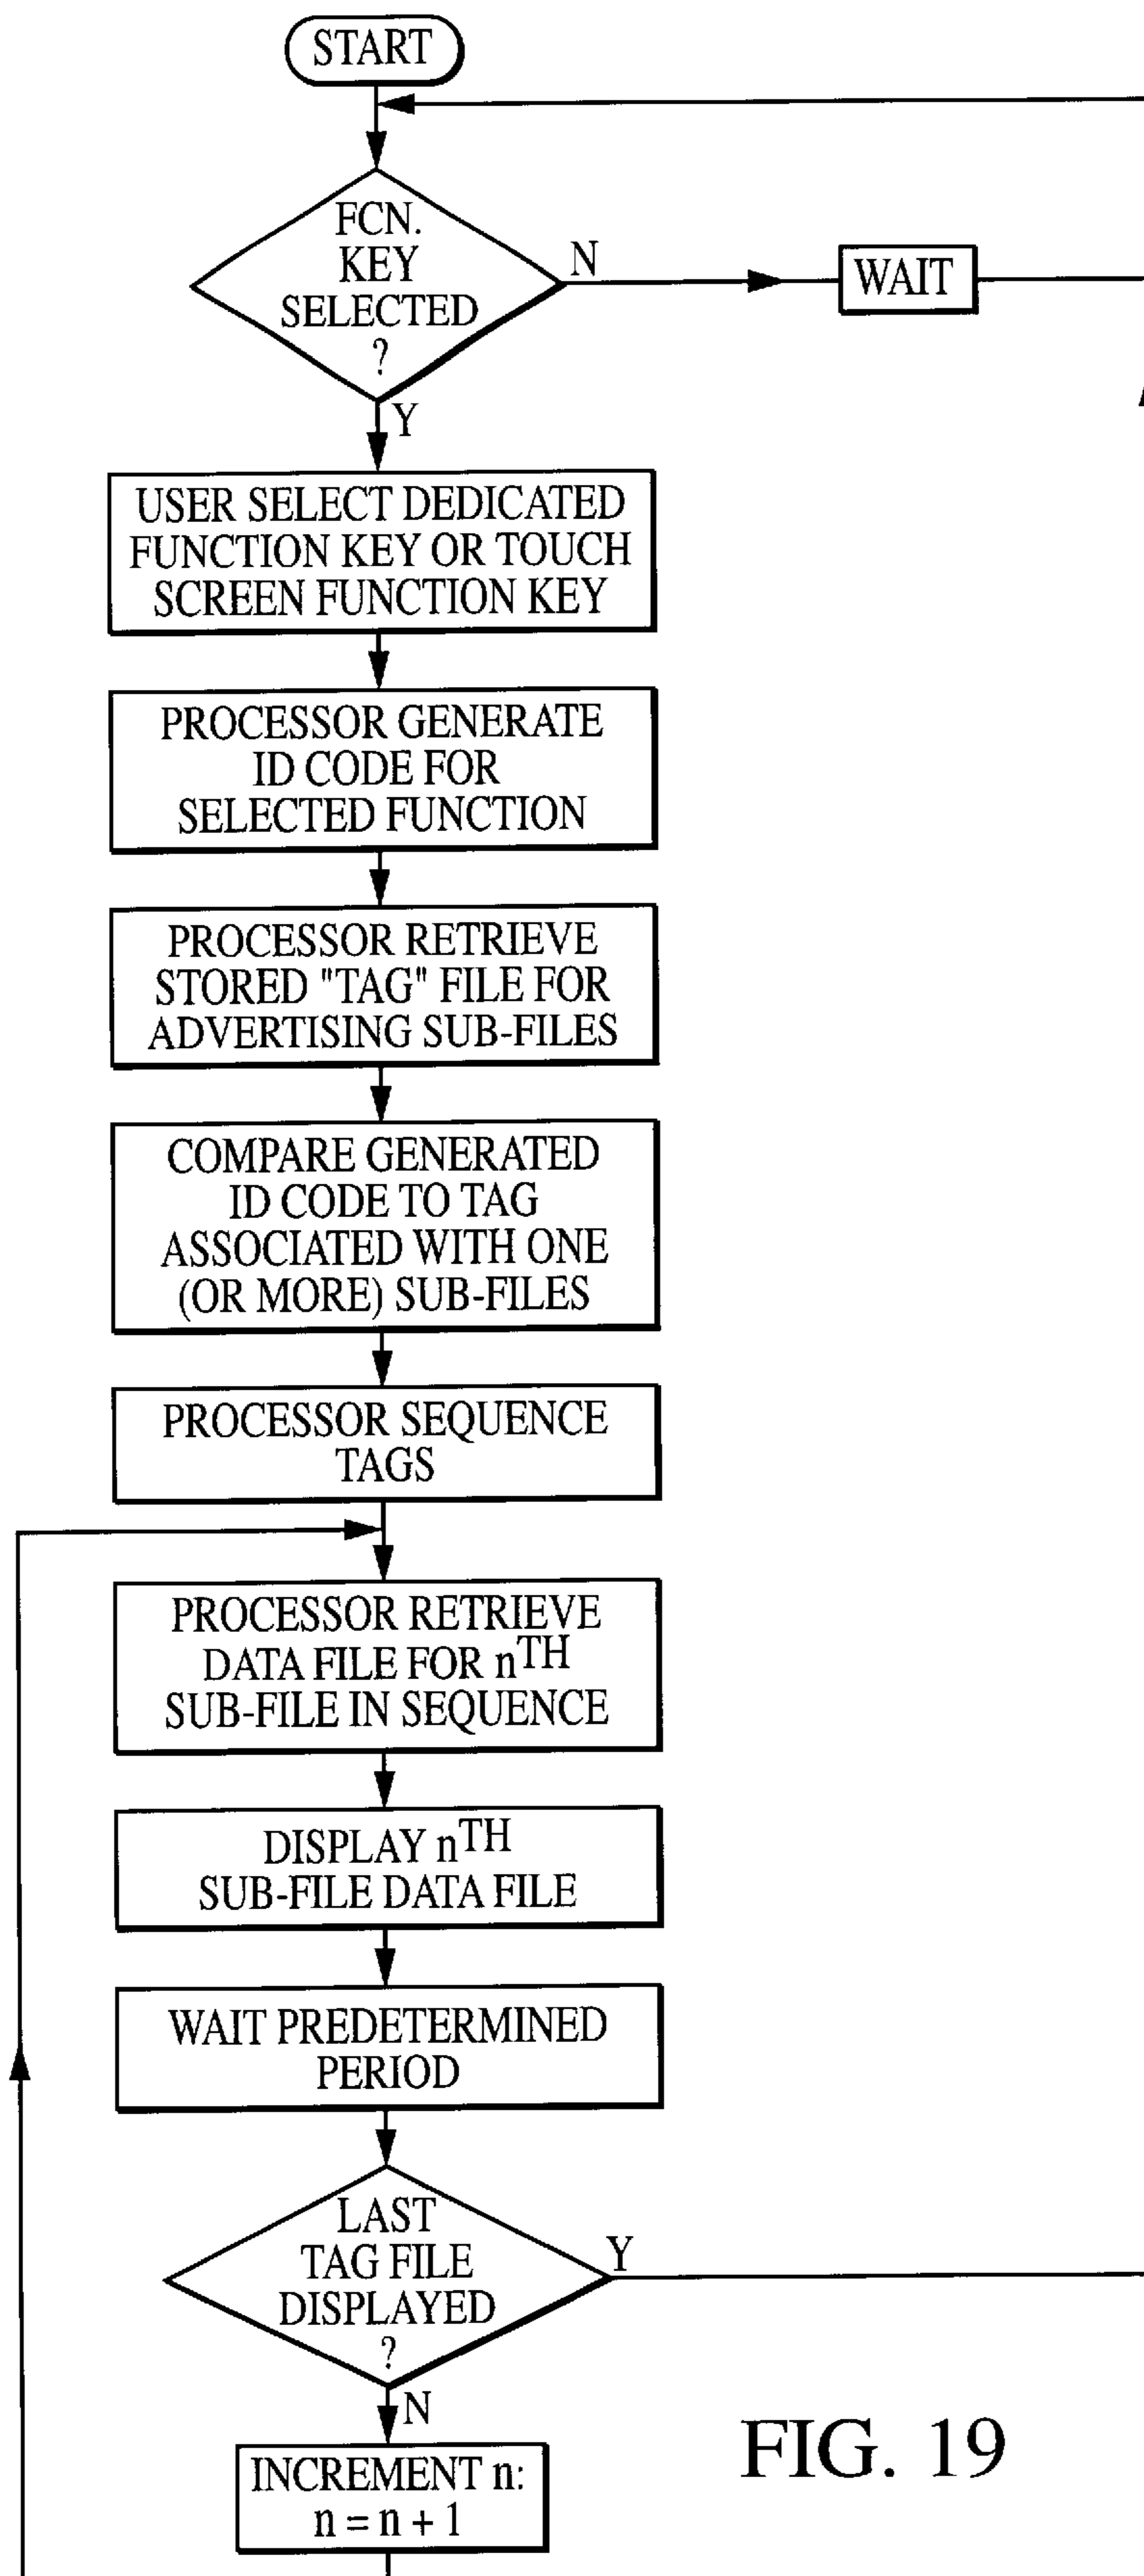 START
FCN.
KEY
SELECTED
?
N
WAIT
Y
USER SELECT DEDICATED
FUNCTION KEY OR TOUCH
SCREEN FUNCTION KEY
PROCESSOR GENERATE
ID CODE FOR
SELECTED FUNCTION
PROCESSOR RETRIEVE
STORED "TAG" FILE FOR
ADVERTISING SUB-FILES
COMPARE GENERATED
ID CODE TO TAG
ASSOCIATED WITH ONE
(OR MORE) SUB-FILES
PROCESSOR SEQUENCE
TAGS
PROCESSOR RETRIEVE
DATA FILE FOR nTH
SUB-FILE IN SEQUENCE
DISPLAY nTH
SUB-FILE DATA FILE
WAIT PREDETERMINED
PERIOD
LAST
TAG FILE
DISPLAYED
?
Y
N
INCREMENT n:
n = n + 1
FIG. 19